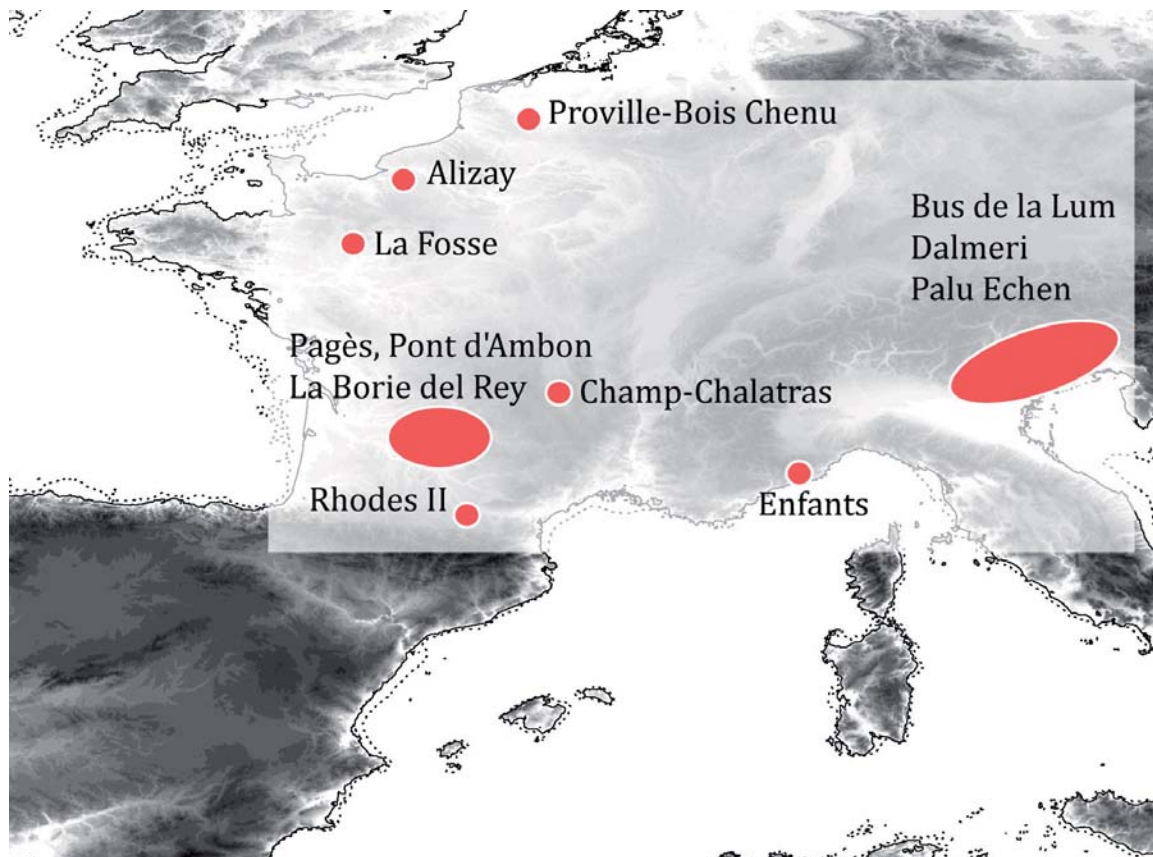 Proville-Bois Chenu
Alizay
Bus de la Lum
La Fosse
Dalmeri
Palu Echen
Pagès, Pont d'Ambon
La Borie del Rey
Champ-Chalatras
Rhodes II
Enfants